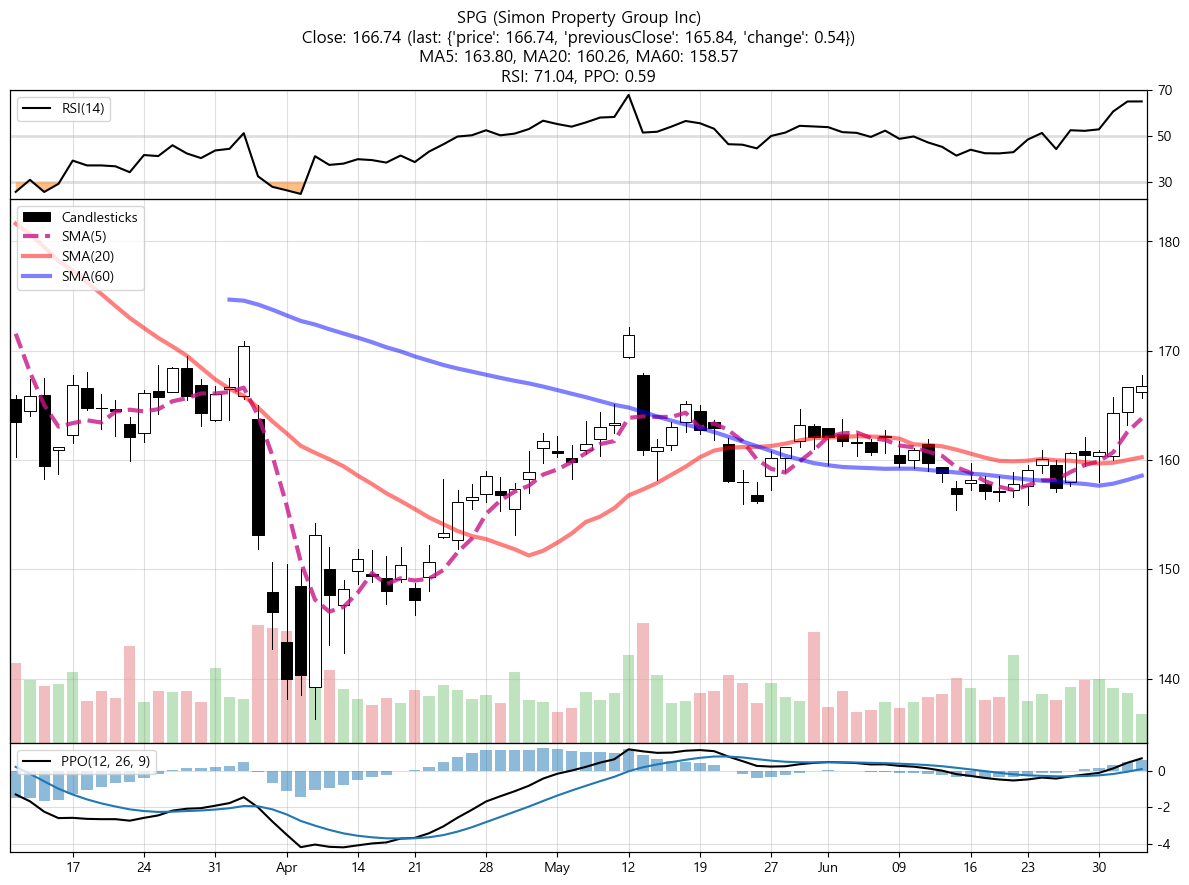 SPG (Simon Property Group Inc)
Close: 166.74 (last: {'price': 166.74, 'previousClose': 165.84, 'change': 0.54})
MA5: 163.80, MA20: 160.26, MA60: 158.57
RSI: 71.04, PPO: 0.59
RSI(14)
70
50
30
Candlesticks
SMA(5)
SMA(20)
SMA(60)
180
170
160
150
140
PPO(12, 26, 9)
0
-2
-4
17 24 31 Apr 14 21 28 May 12 19 27 Jun 09 16 23 30